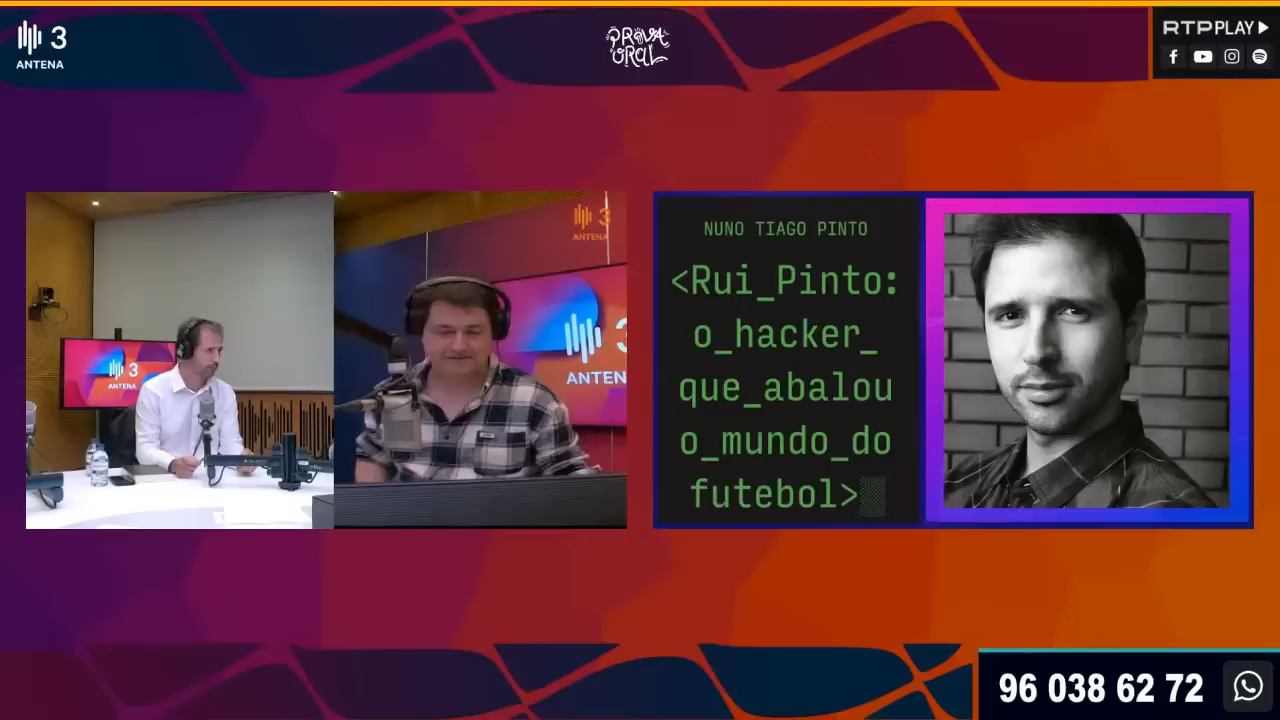 3
ANTENA
PROVA
ORAL
RTP PLAY
3
ANTENA
3
ANTENA
3
ANTEN
NUNO TIAGO PINTO
<Rui_Pinto:
o_hacker_
que_abalou
o_mundo_do
futebol>
96 038 62 72